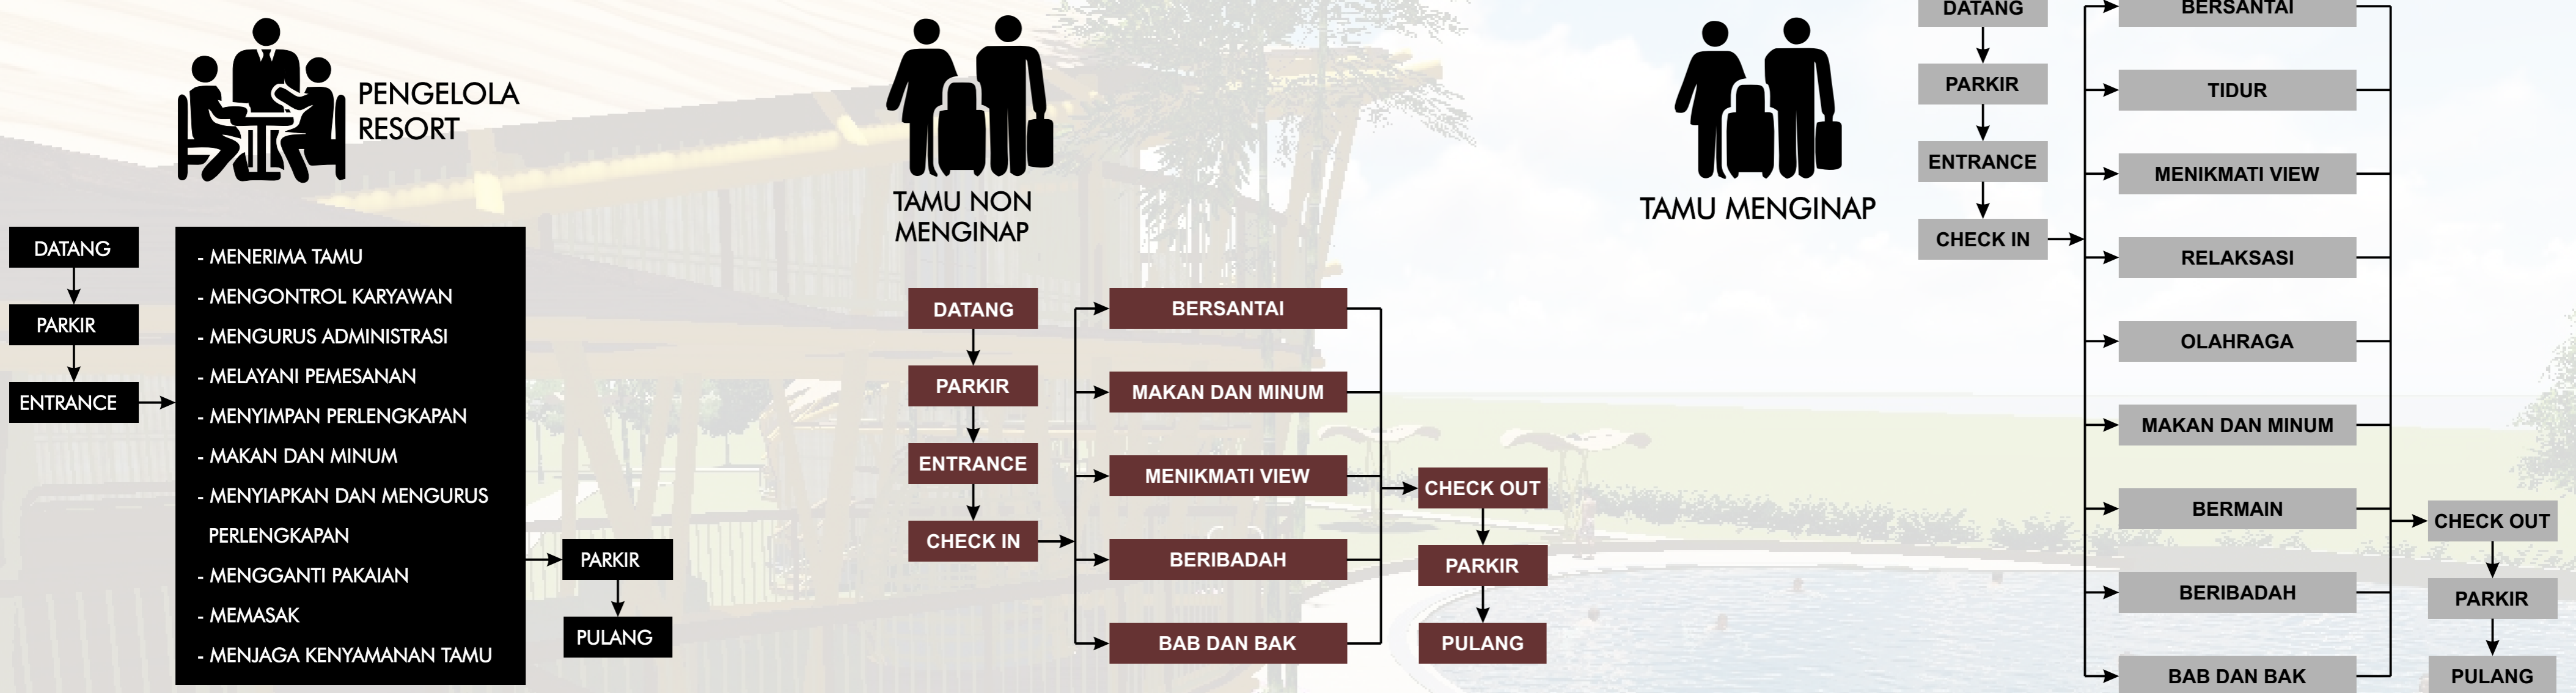 PENGELOLA
RESORT
DATANG
PARKIR
ENTRANCE
- MENERIMA TAMU
- MENGONTROL KARYAWAN
- MENGURUS ADMINISTRASI
- MELAYANI PEMESANAN
- MENYIMPAN PERLENGKAPAN
- MAKAN DAN MINUM
- MENYIAPKAN DAN MENGURUS
PERLENGKAPAN
- MENGGANTI PAKAIAN
- MEMASAK
- MENJAGA KENYAMANAN TAMU
PARKIR
PULANG
TAMU NON
MENGINAP
DATANG
PARKIR
ENTRANCE
CHECK IN
BERSANTAI
MAKAN DAN MINUM
MENIKMATI VIEW
BERIBADAH
BAB DAN BAK
CHECK OUT
PARKIR
PULANG
TAMU MENGINAP
DATANG
PARKIR
ENTRANCE
CHECK IN
BERSANTAI
TIDUR
MENIKMATI VIEW
RELAKSASI
OLAHRAGA
MAKAN DAN MINUM
BERMAIN
BERIBADAH
BAB DAN BAK
CHECK OUT
PARKIR
PULANG